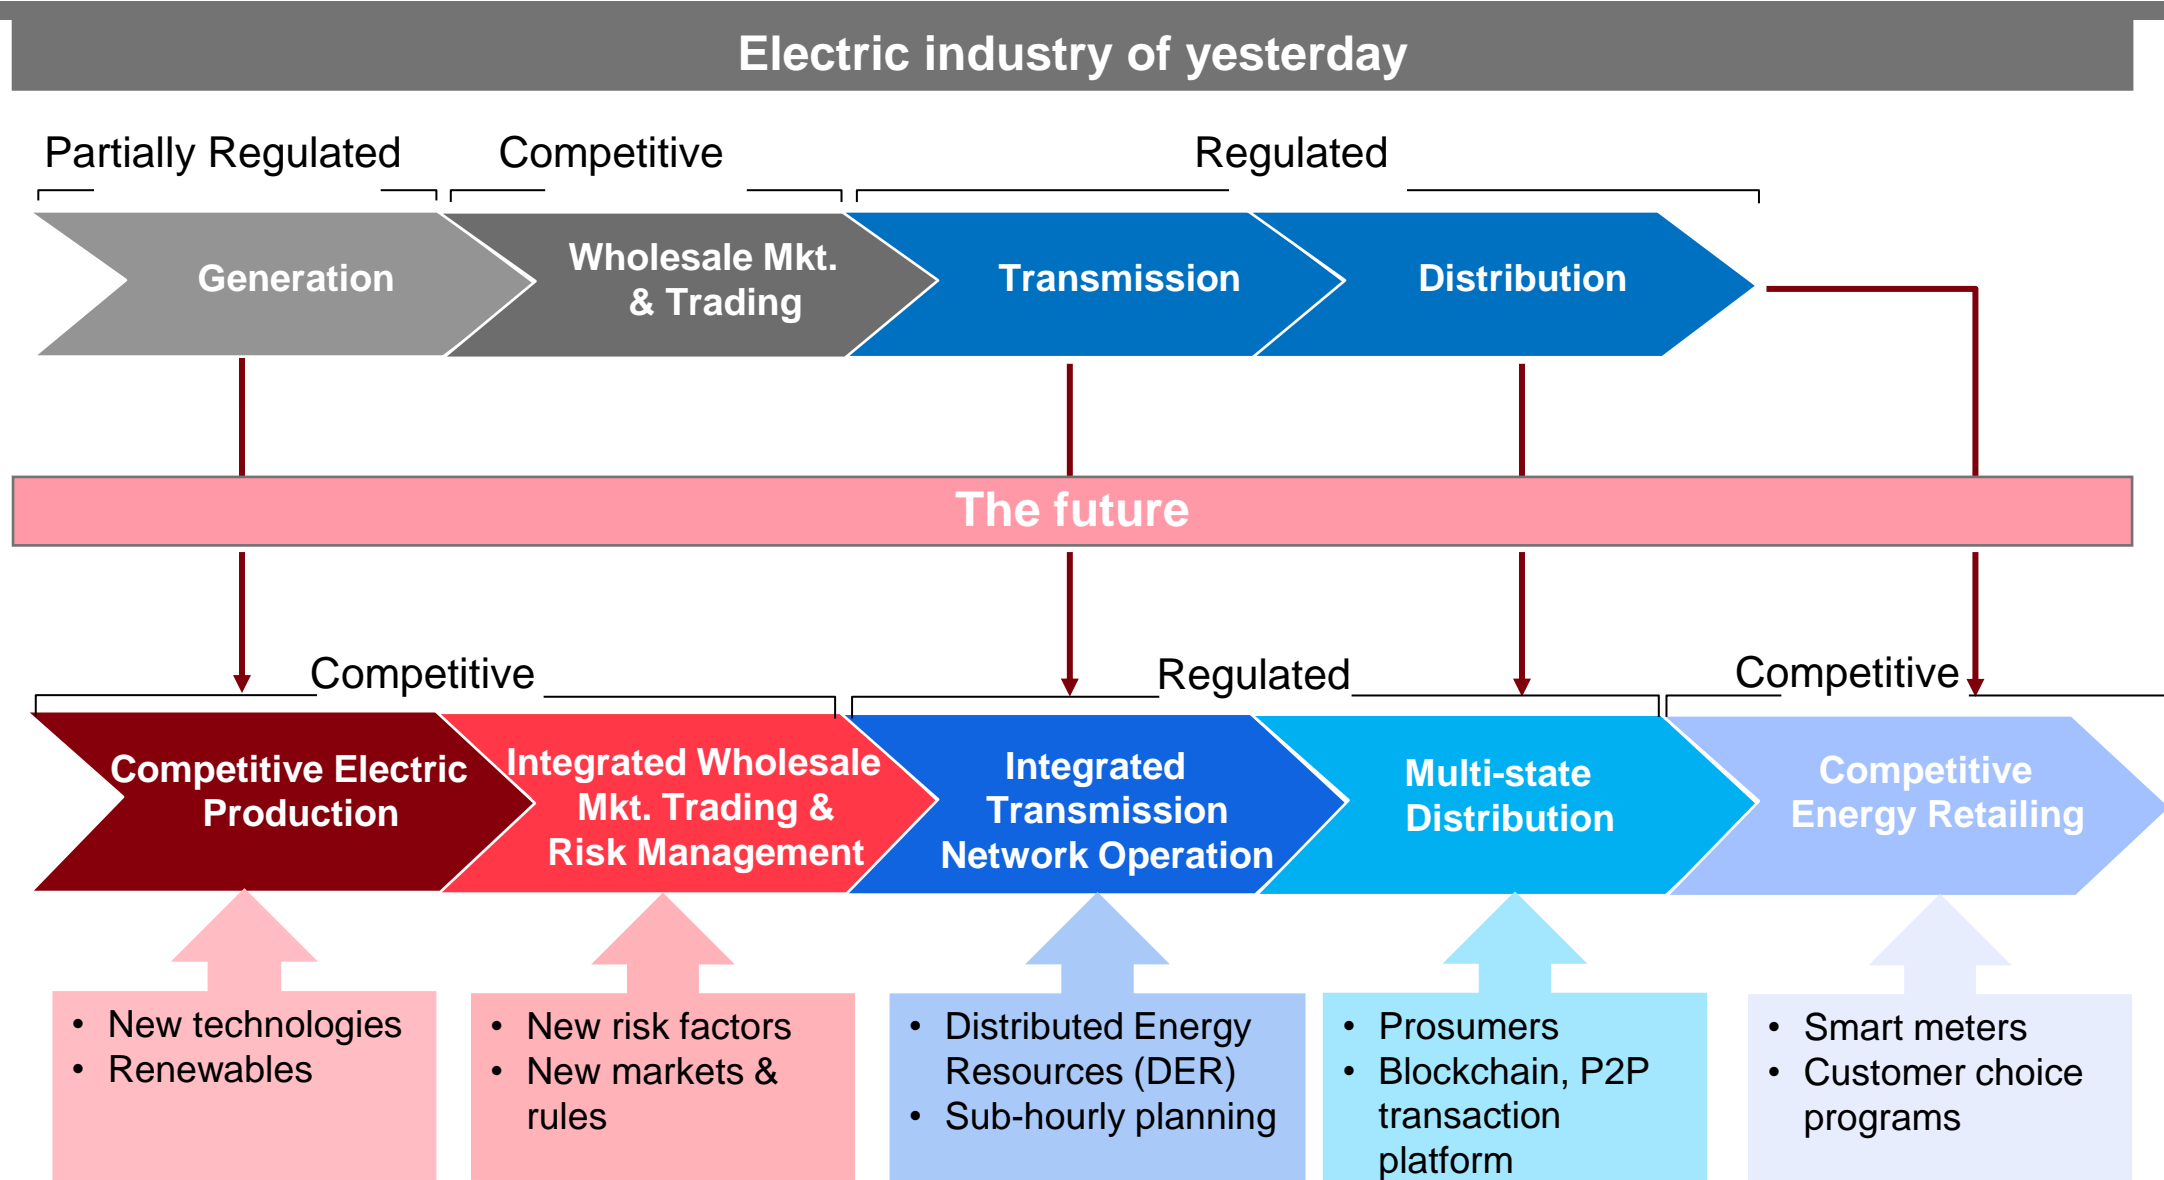 Electric industry of yesterday
Partially Regulated
Competitive
Regulated
Generation
Wholesale Mkt.
& Trading
Transmission
Distribution
The future
Competitive
Regulated
Competitive
Competitive Electric
Production
Integrated Wholesale
Mkt. Trading &
Risk Management
Integrated
Transmission
Network Operation
Multi-state
Distribution
Competitive
Energy Retailing
• New technologies
• Renewables
• New risk factors
• New markets &
rules
• Distributed Energy
Resources (DER)
• Sub-hourly planning
• Prosumers
• Blockchain, P2P
transaction
platform
• Smart meters
• Customer choice
programs